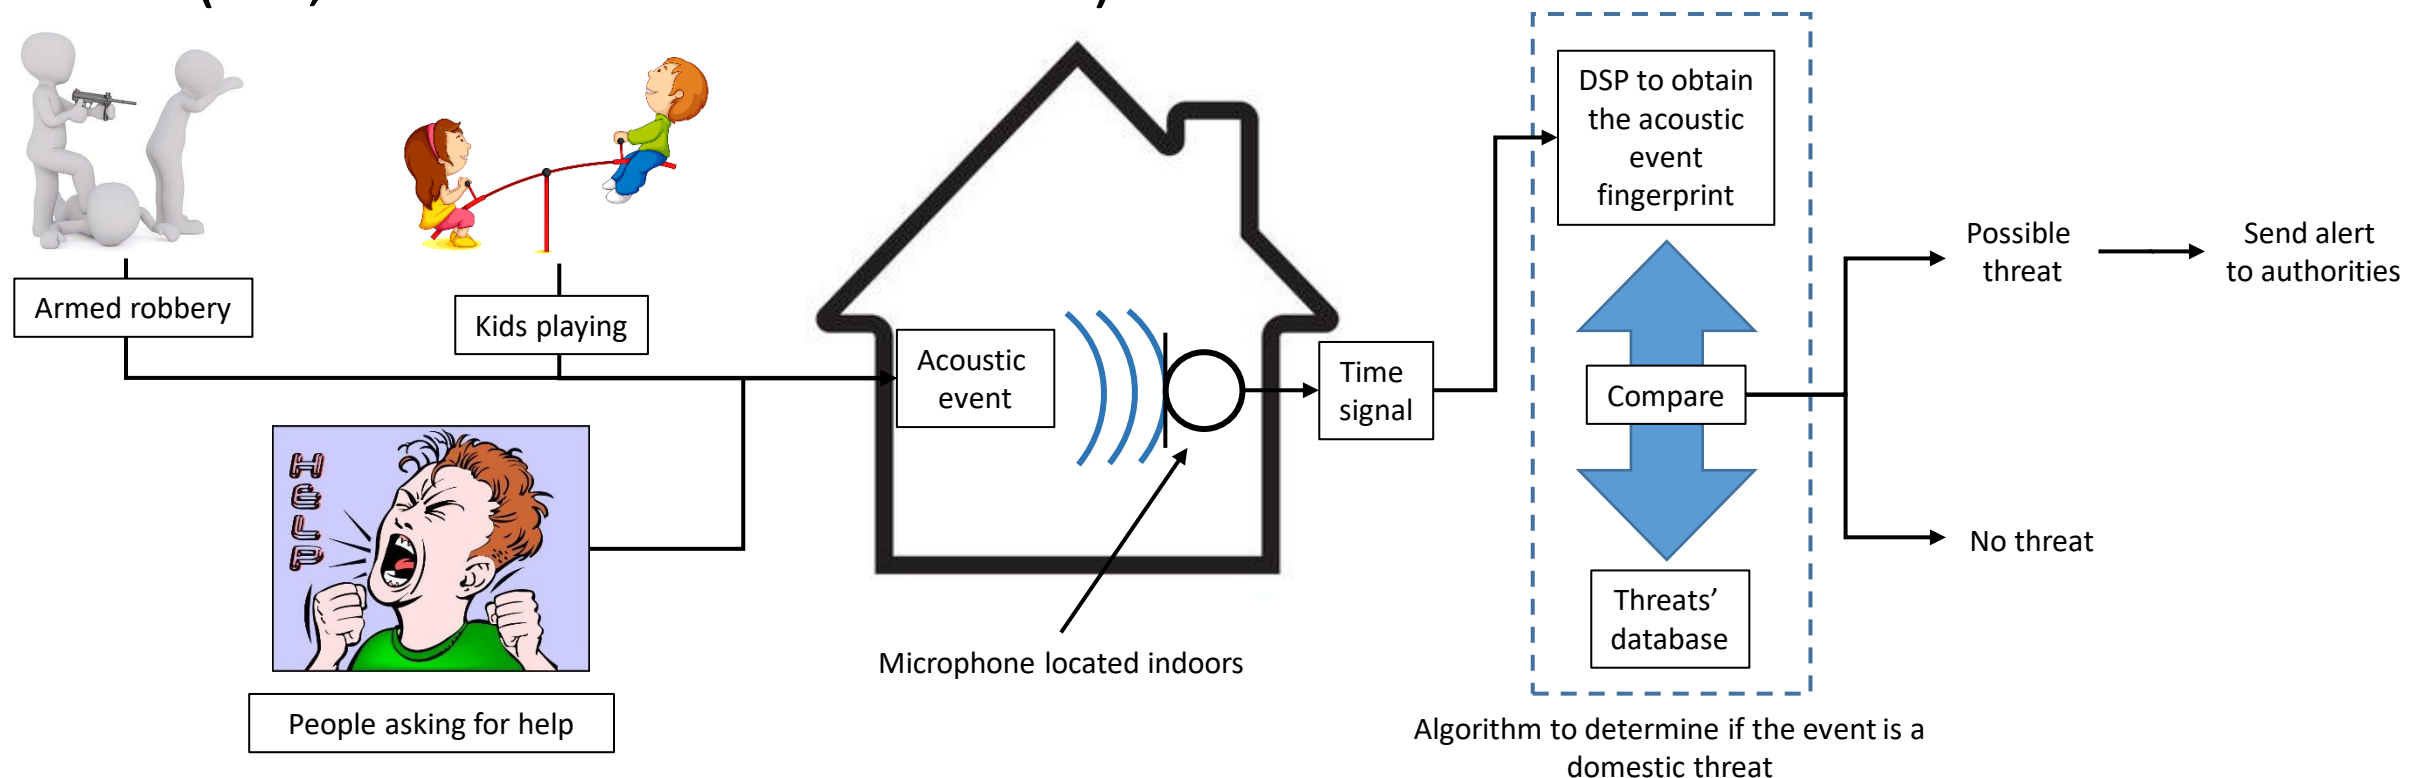 Armed robbery
Kids playing
HELP
People asking for help
Acoustic
event
Microphone located indoors
Time
signal
DSP to obtain
the acoustic
event
fingerprint
Compare
Threats’
database
Algorithm to determine if the event is a
domestic threat
Possible
threat
Send alert
to authorities
No threat